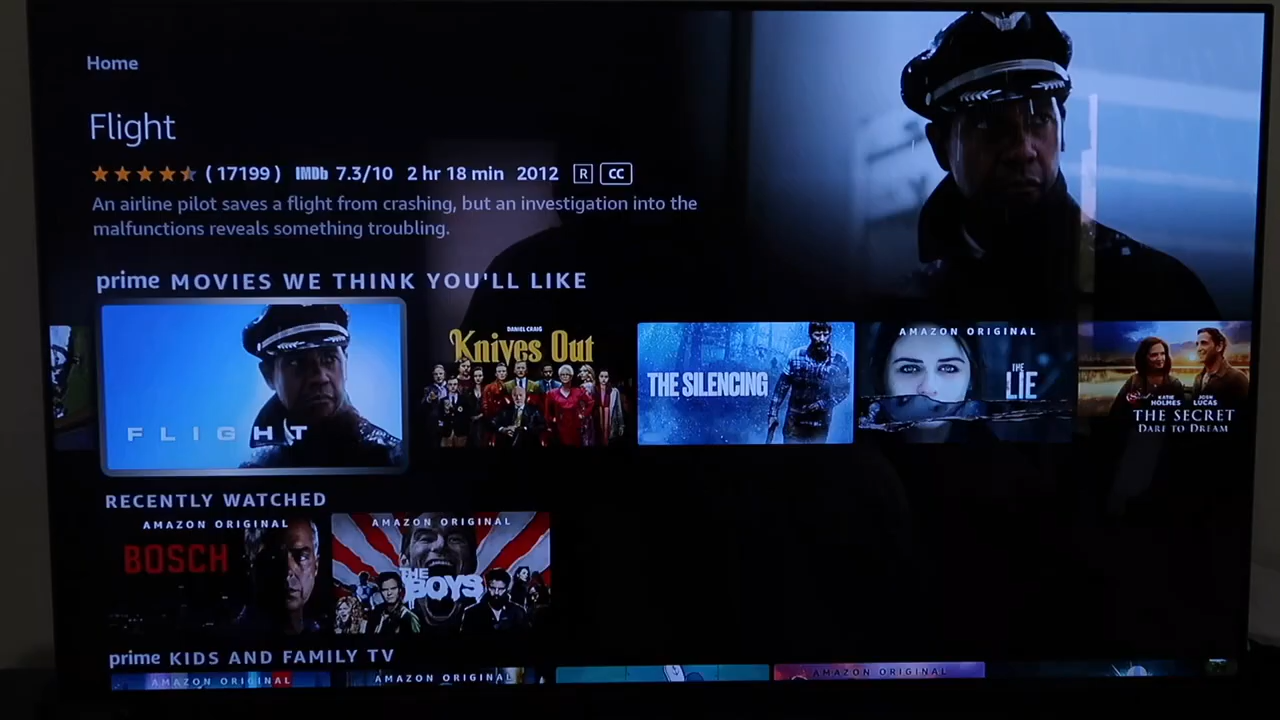 Home
Flight
( 17199 ) IMDb 7.3/10 2 hr 18 min 2012 R CC
An airline pilot saves a flight from crashing, but an investigation into the
malfunctions reveals something troubling.
prime MOVIES WE THINK YOU'LL LIKE
FLIGHT
DANIEL CRAIG
Knives Out
THE SILENCING
AMAZON ORIGINAL
THE
LIE
KATIE HOLMES JOSH LUCAS
THE SECRET
DARE TO DREAM
RECENTLY WATCHED
AMAZON ORIGINAL
BOSCH
AMAZON ORIGINAL
THE
BOYS
prime KIDS AND FAMILY TV
AMAZON ORIGINAL
AMAZON ORIGINAL
AMAZON ORIGINAL